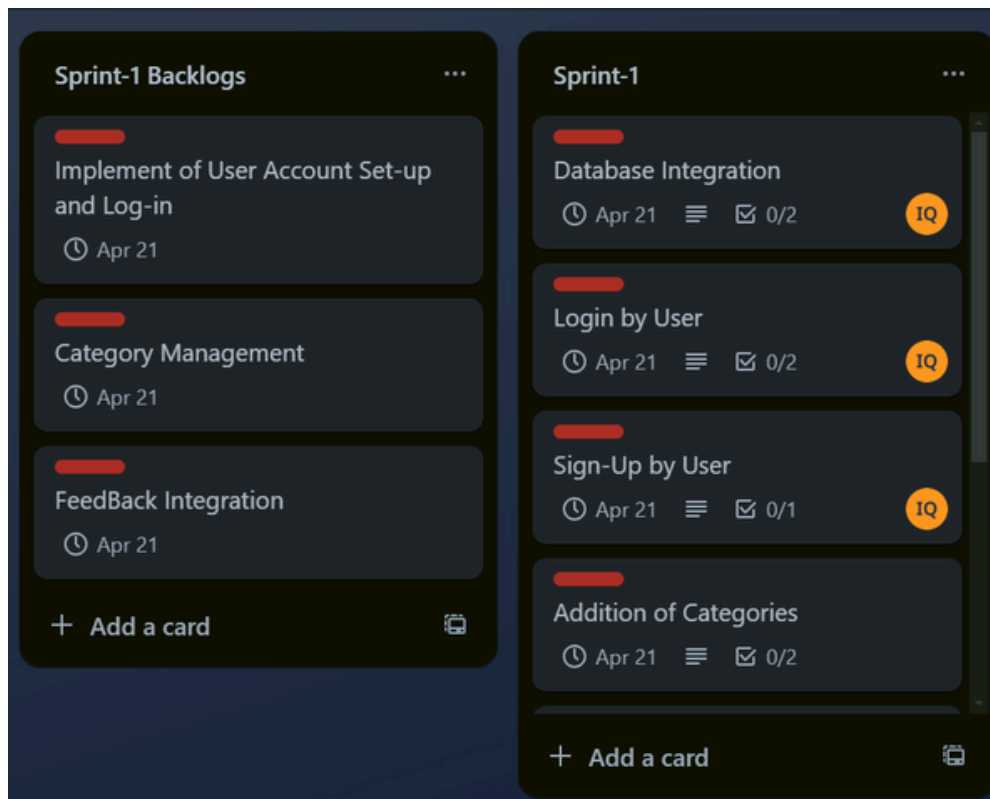 Sprint-1 Backlogs
Implement of User Account Set-up
and Log-in
Apr 21
Category Management
Apr 21
FeedBack Integration
Apr 21
+ Add a card
Sprint-1
Database Integration
Apr 21 0/2 IQ
Login by User
Apr 21 0/2 IQ
Sign-Up by User
Apr 21 0/1 IQ
Addition of Categories
Apr 21 0/2
+ Add a card